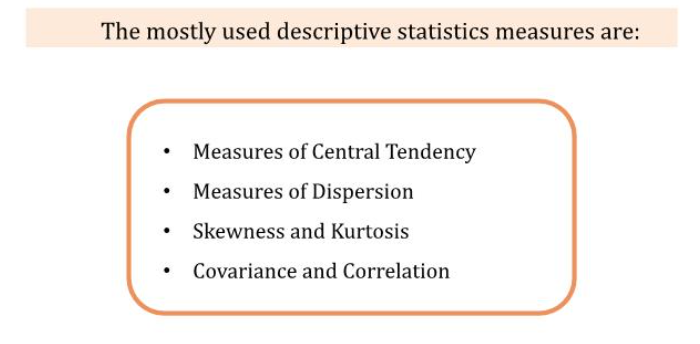 The mostly used descriptive statistics measures are:
• Measures of Central Tendency
• Measures of Dispersion
• Skewness and Kurtosis
• Covariance and Correlation